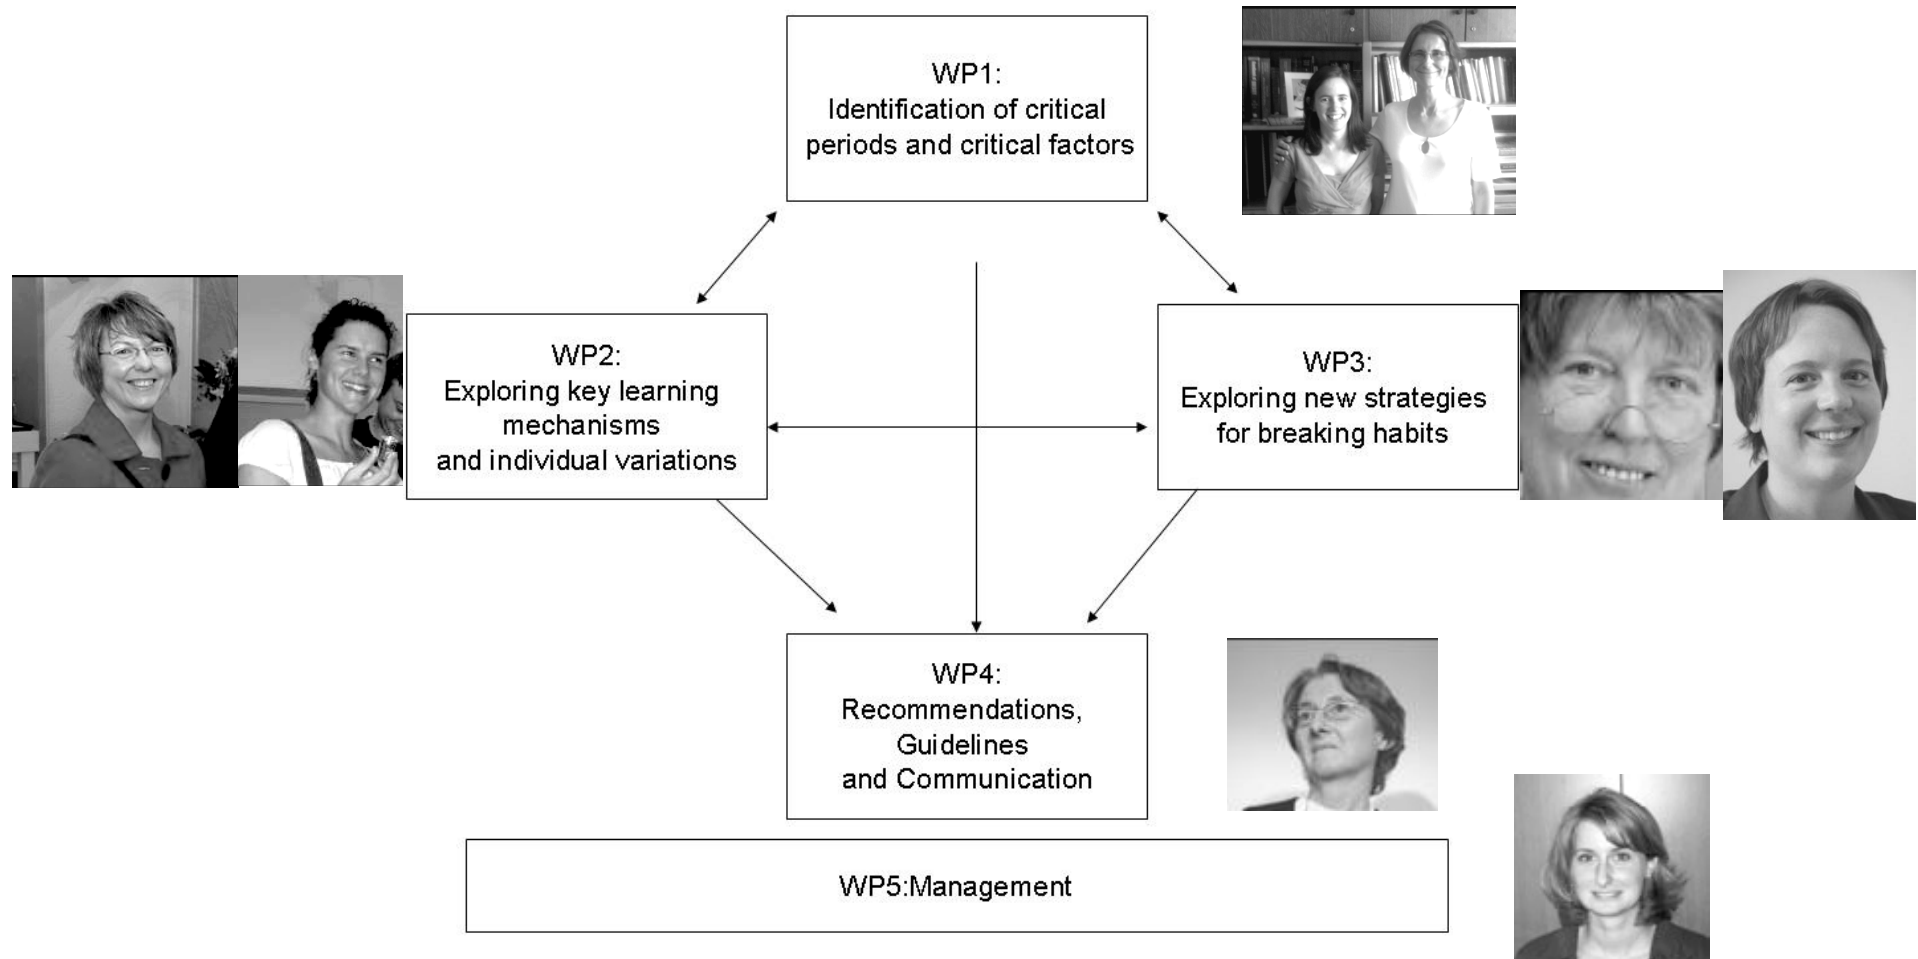 WP1:
Identification of critical
periods and critical factors
WP2:
Exploring key learning
mechanisms
and individual variations
WP3:
Exploring new strategies
for breaking habits
WP4:
Recommendations,
Guidelines
and Communication
WP5:Management